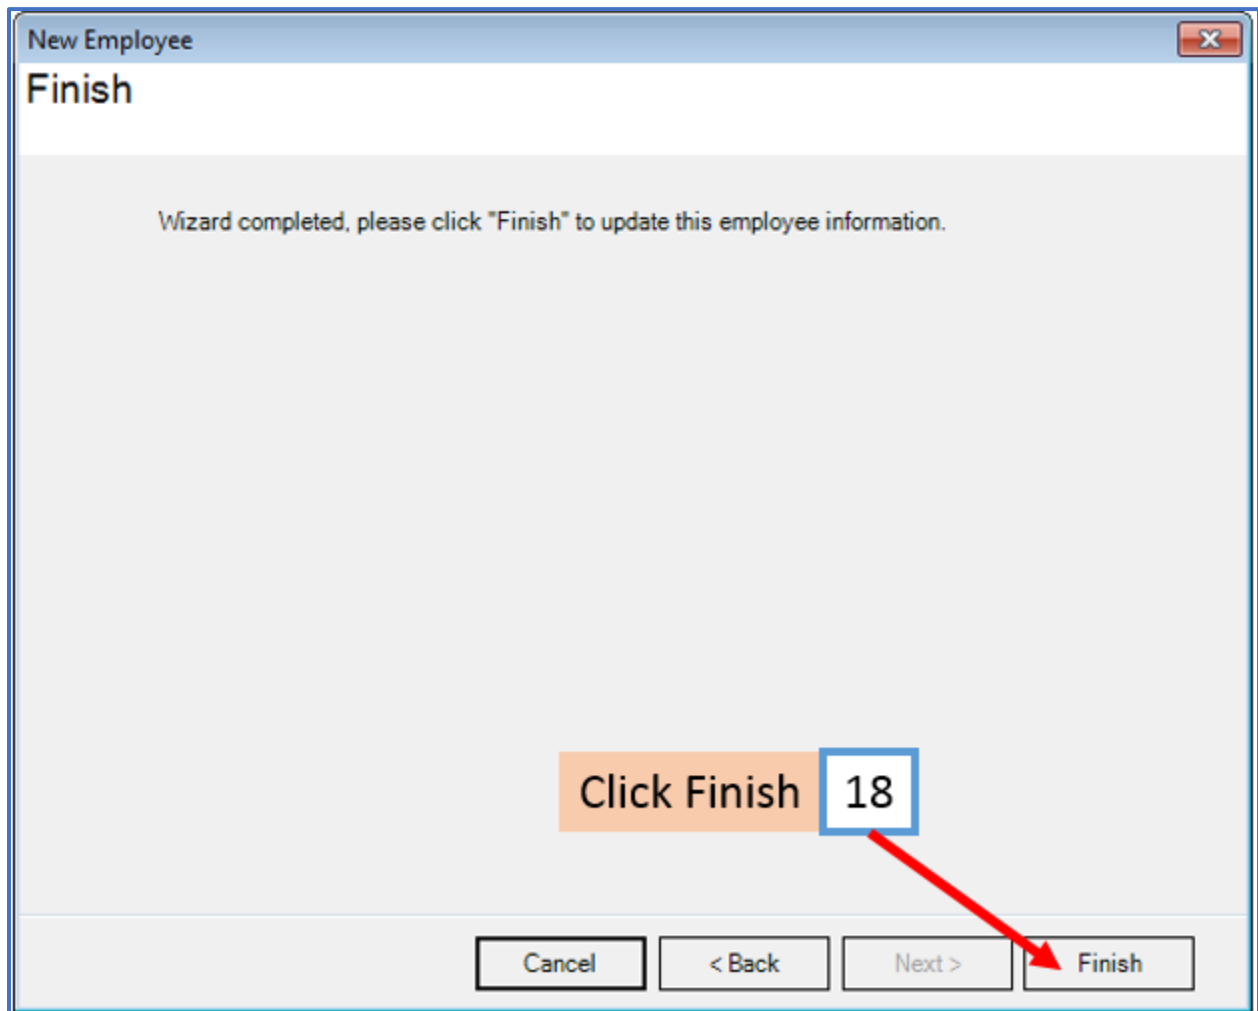 New Employee
Finish
Wizard completed, please click "Finish" to update this employee information.
Click Finish 18
Cancel < Back Next > Finish